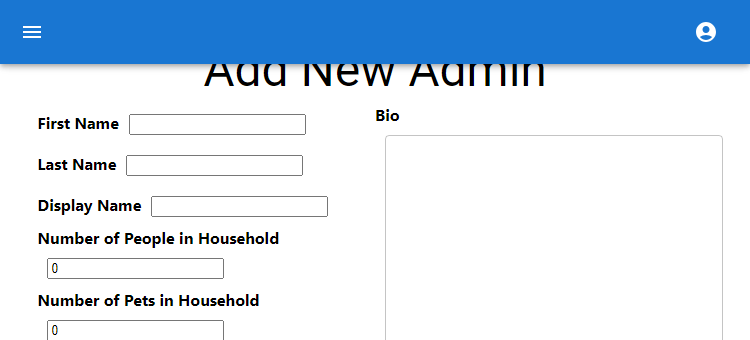 Add New Admin
First Name
Last Name
Display Name
Number of People in Household
0
Number of Pets in Household
0
Bio